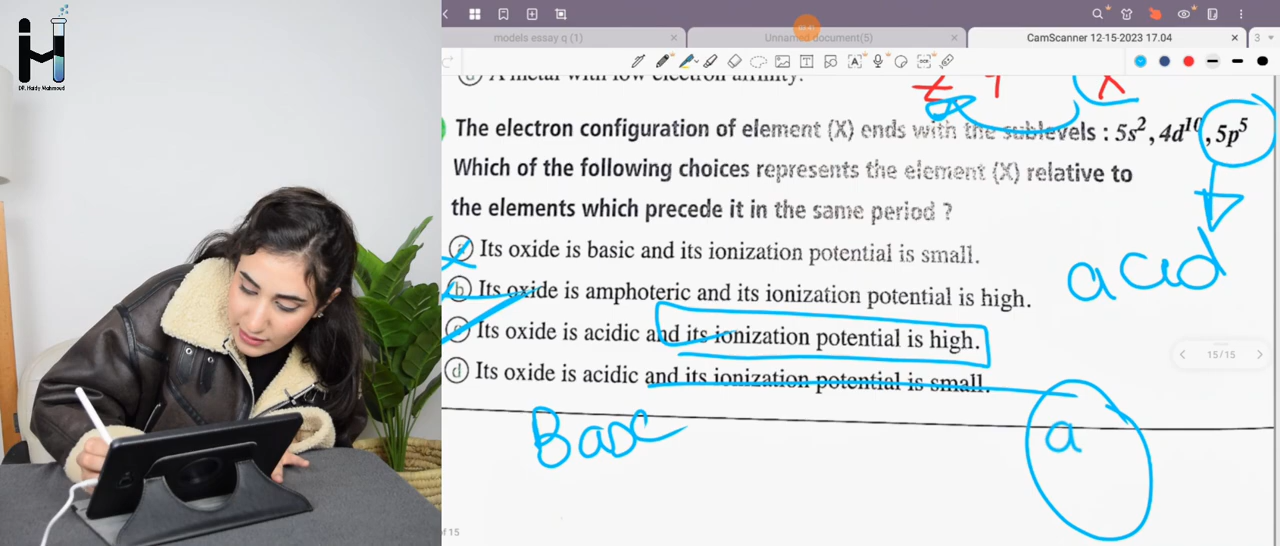 DR. Haidy Mahmoud
02:41
models essay q (1)
Unnamed document(5)
CamScanner 12-15-2023 17.04
3
(d) A metal with low electron affinity.
Z Y X
The electron configuration of element (X) ends with the sublevels : 5s², 4d¹⁰, 5p⁵
Which of the following choices represents the element (X) relative to
the elements which precede it in the same period ?
(a) Its oxide is basic and its ionization potential is small.
(b) Its oxide is amphoteric and its ionization potential is high.
(c) Its oxide is acidic and its ionization potential is high.
(d) Its oxide is acidic and its ionization potential is small.
acid
15/15
Basc
a
of 15